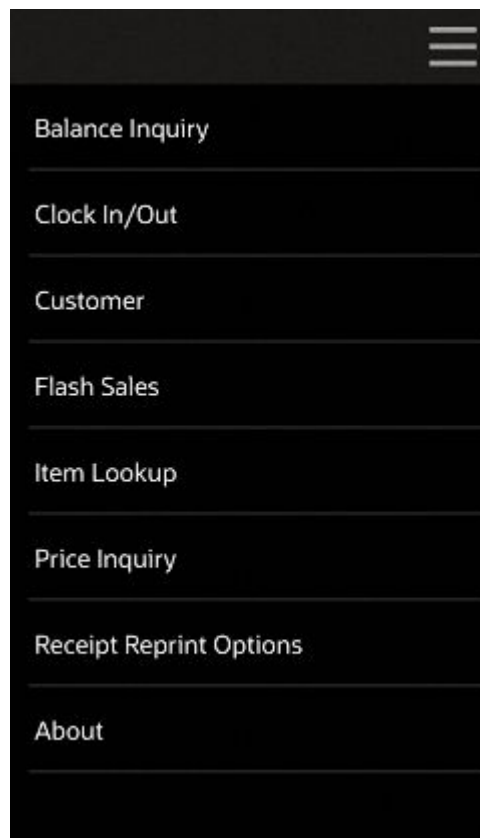 Balance Inquiry
Clock In/Out
Customer
Flash Sales
Item Lookup
Price Inquiry
Receipt Reprint Options
About